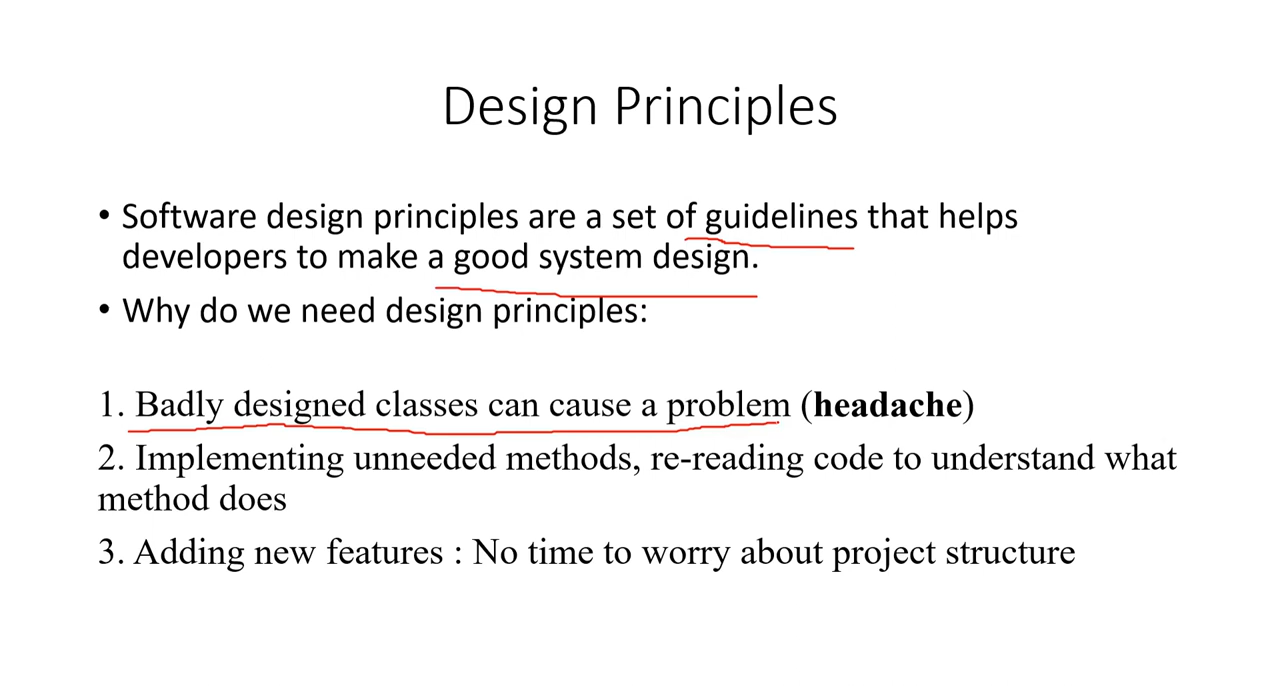 Design Principles
• Software design principles are a set of guidelines that helps
developers to make a good system design.
• Why do we need design principles:
1. Badly designed classes can cause a problem (headache)
2. Implementing unneeded methods, re-reading code to understand what
method does
3. Adding new features : No time to worry about project structure